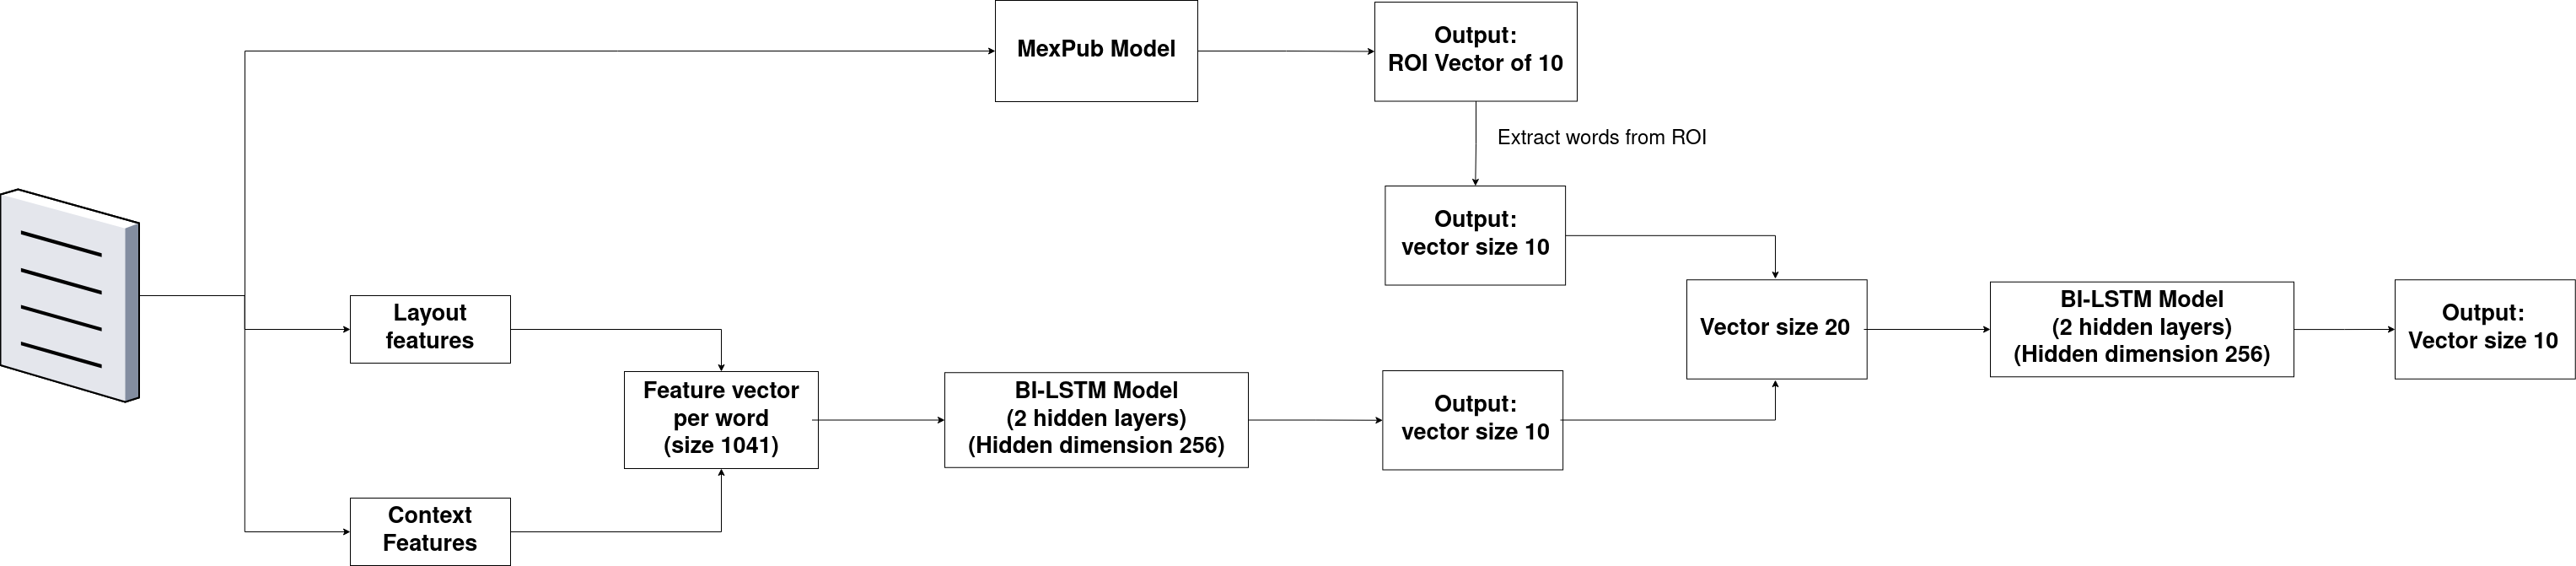 MexPub Model
Output:
ROI Vector of 10
Extract words from ROI
Output:
vector size 10
Layout
features
Feature vector
per word
(size 1041)
Context
Features
BI-LSTM Model
(2 hidden layers)
(Hidden dimension 256)
Output:
vector size 10
Vector size 20
BI-LSTM Model
(2 hidden layers)
(Hidden dimension 256)
Output:
Vector size 10